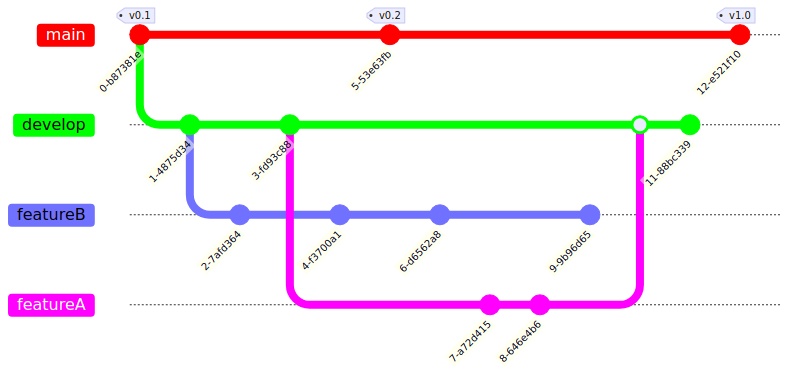 v0.1
v0.2
v1.0
main
0-b87381e
5-53e63fb
12-e521f10
develop
1-4875d34
3-fd93c88
11-88bc339
featureB
2-7afd364
4-f3700a1
6-d6562a8
9-9b96d65
featureA
7-a72d415
8-646e4b6